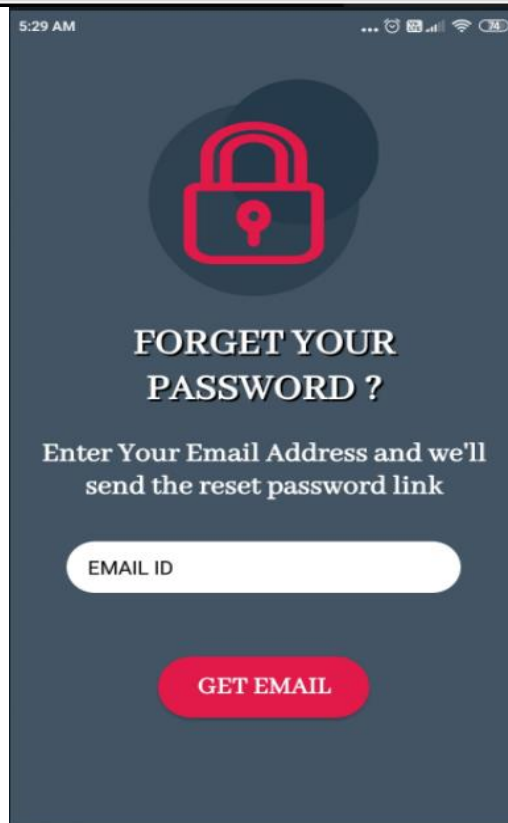 5:29 AM
74
FORGET YOUR
PASSWORD ?
Enter Your Email Address and we'll
send the reset password link
EMAIL ID
GET EMAIL